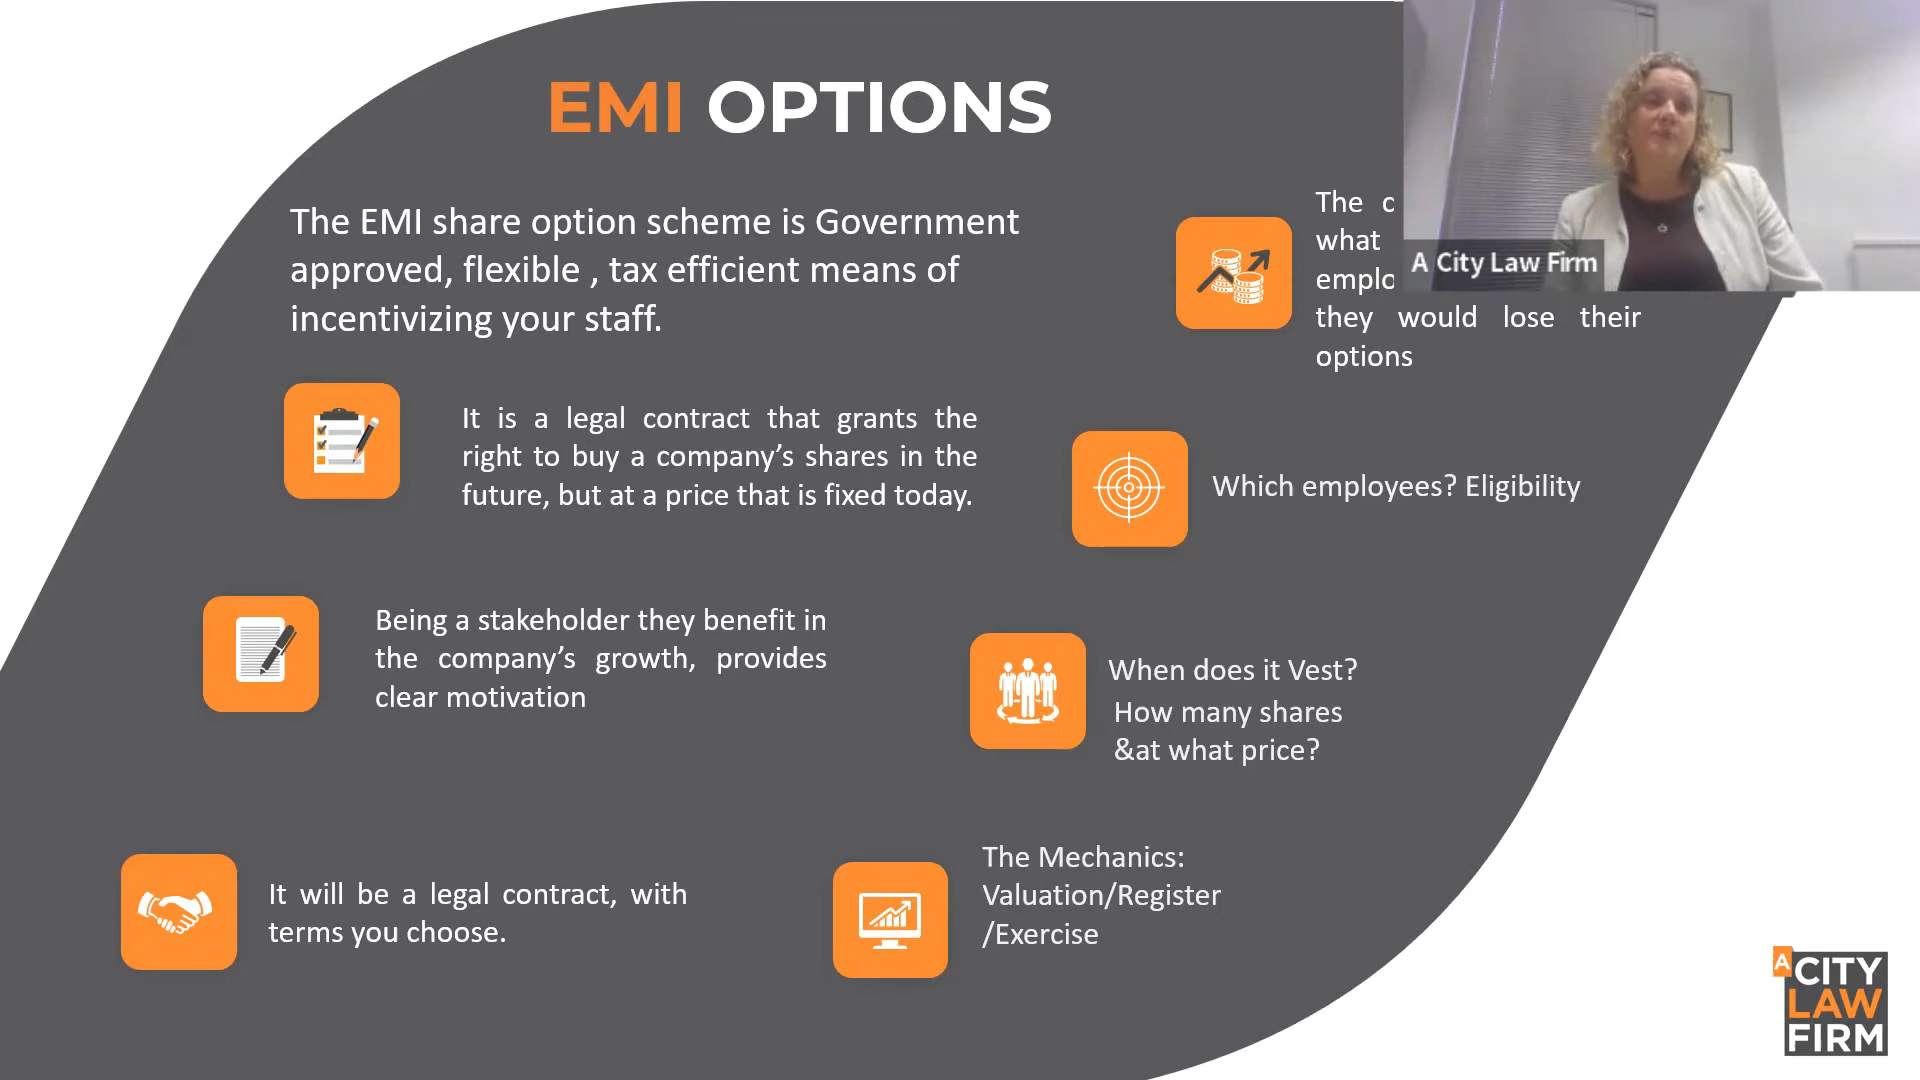 EMI OPTIONS
The EMI share option scheme is Government
approved, flexible , tax efficient means of
incentivizing your staff.
It is a legal contract that grants the
right to buy a company’s shares in the
future, but at a price that is fixed today.
Being a stakeholder they benefit in
the company’s growth, provides
clear motivation
It will be a legal contract, with
terms you choose.
The
what
they would lose their
options
Which employees? Eligibility
When does it Vest?
How many shares
&at what price?
The Mechanics:
Valuation/Register
/Exercise
A City Law Firm
A CITY
LAW
FIRM